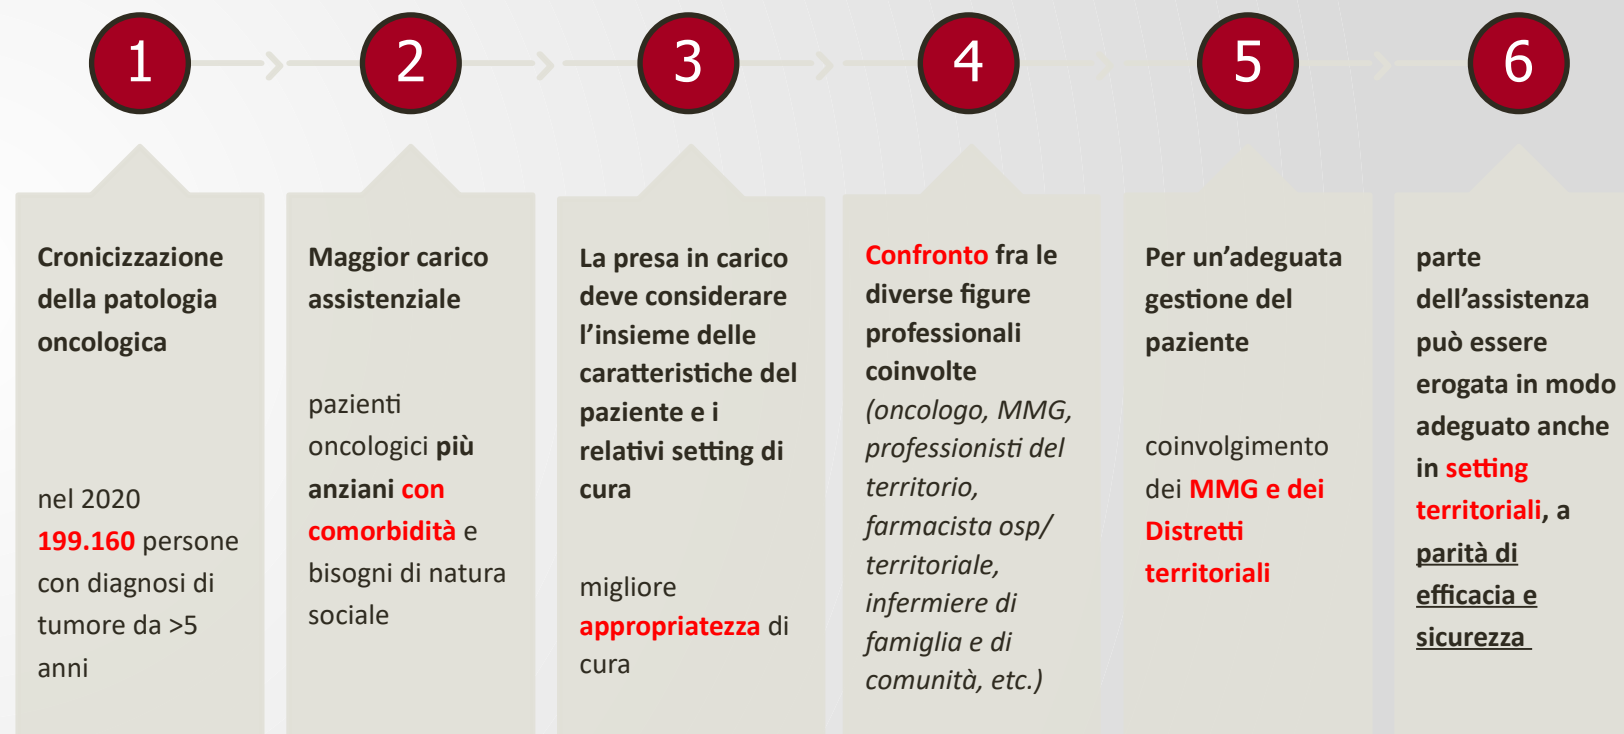 1
2
3
4
5
6
Cronicizzazione
della patologia
oncologica
nel 2020
199.160 persone
con diagnosi di
tumore da >5
anni
Maggior carico
assistenziale
pazienti
oncologici più
anziani con
comorbidità e
bisogni di natura
sociale
La presa in carico
deve considerare
l’insieme delle
caratteristiche del
paziente e i
relativi setting di
cura
migliore
appropriatezza di
cura
Confronto fra le
diverse figure
professionali
coinvolte
(oncologo, MMG,
professionisti del
territorio,
farmacista osp/
territoriale,
infermiere di
famiglia e di
comunità, etc.)
Per un’adeguata
gestione del
paziente
coinvolgimento
dei MMG e dei
Distretti
territoriali
parte
dell’assistenza
può essere
erogata in modo
adeguato anche
in setting
territoriali, a
parità di
efficacia e
sicurezza